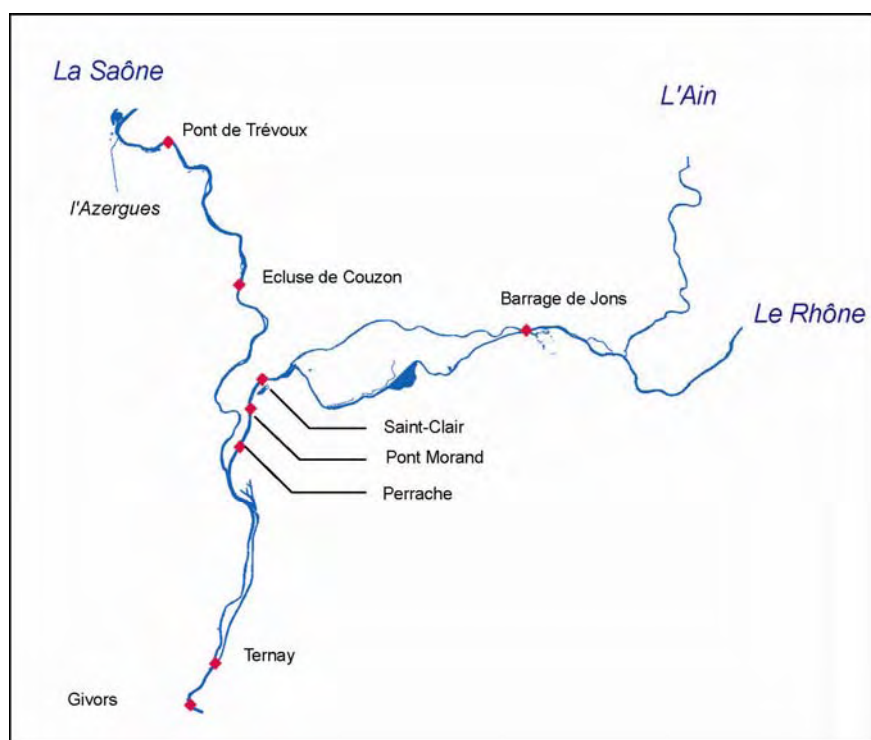 La Saône
L'Ain
Pont de Trévoux
l'Azergues
Ecluse de Couzon
Barrage de Jons
Le Rhône
Saint-Clair
Pont Morand
Perrache
Ternay
Givors